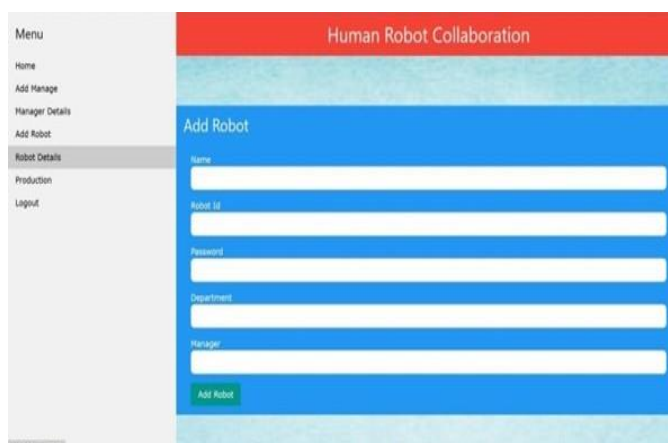 Menu
Home
Add Manage
Manager Details
Add Robot
Robot Details
Production
Logout
Human Robot Collaboration
Add Robot
Name
Robot Id
Password
Department
Manager
Add Robot